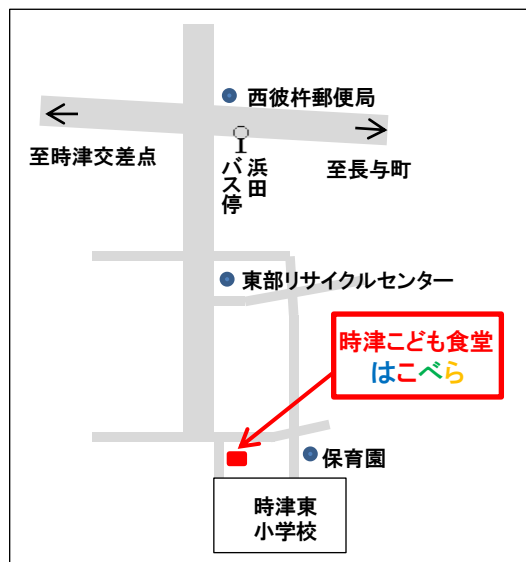 西彼杵郵便局
至時津交差点
浜田
バス停
至長与町
東部リサイクルセンター
時津こども食堂
はこべら
保育園
時津東
小学校